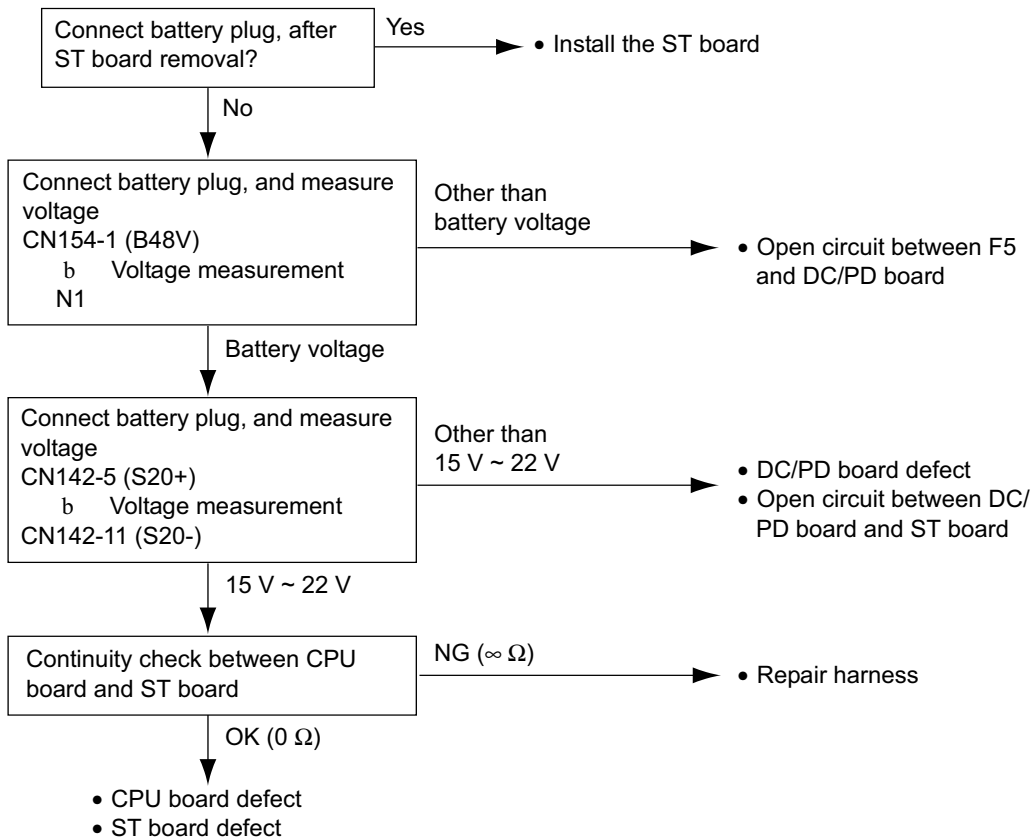 Connect battery plug, after
ST board removal?
Yes
• Install the ST board
No
Connect battery plug, and measure
voltage
CN154-1 (B48V)
b Voltage measurement
N1
Other than
battery voltage
• Open circuit between F5
and DC/PD board
Battery voltage
Connect battery plug, and measure
voltage
CN142-5 (S20+)
b Voltage measurement
CN142-11 (S20-)
Other than
15 V ~ 22 V
• DC/PD board defect
• Open circuit between DC/
PD board and ST board
15 V ~ 22 V
Continuity check between CPU
board and ST board
NG (∞ Ω)
• Repair harness
OK (0 Ω)
• CPU board defect
• ST board defect